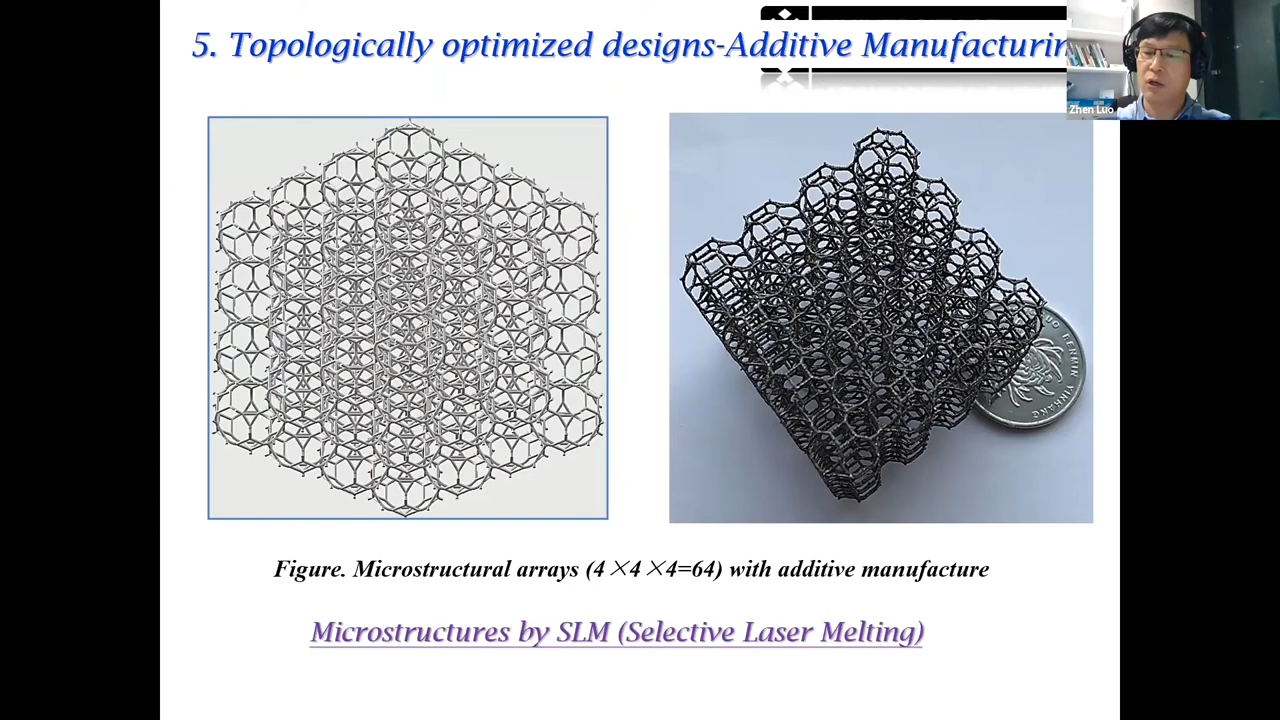 5. Topologically optimized designs-Additive Manufacturin
Zhen Luo
Figure. Microstructural arrays (4×4×4=64) with additive manufacture
Microstructures by SLM (Selective Laser Melting)